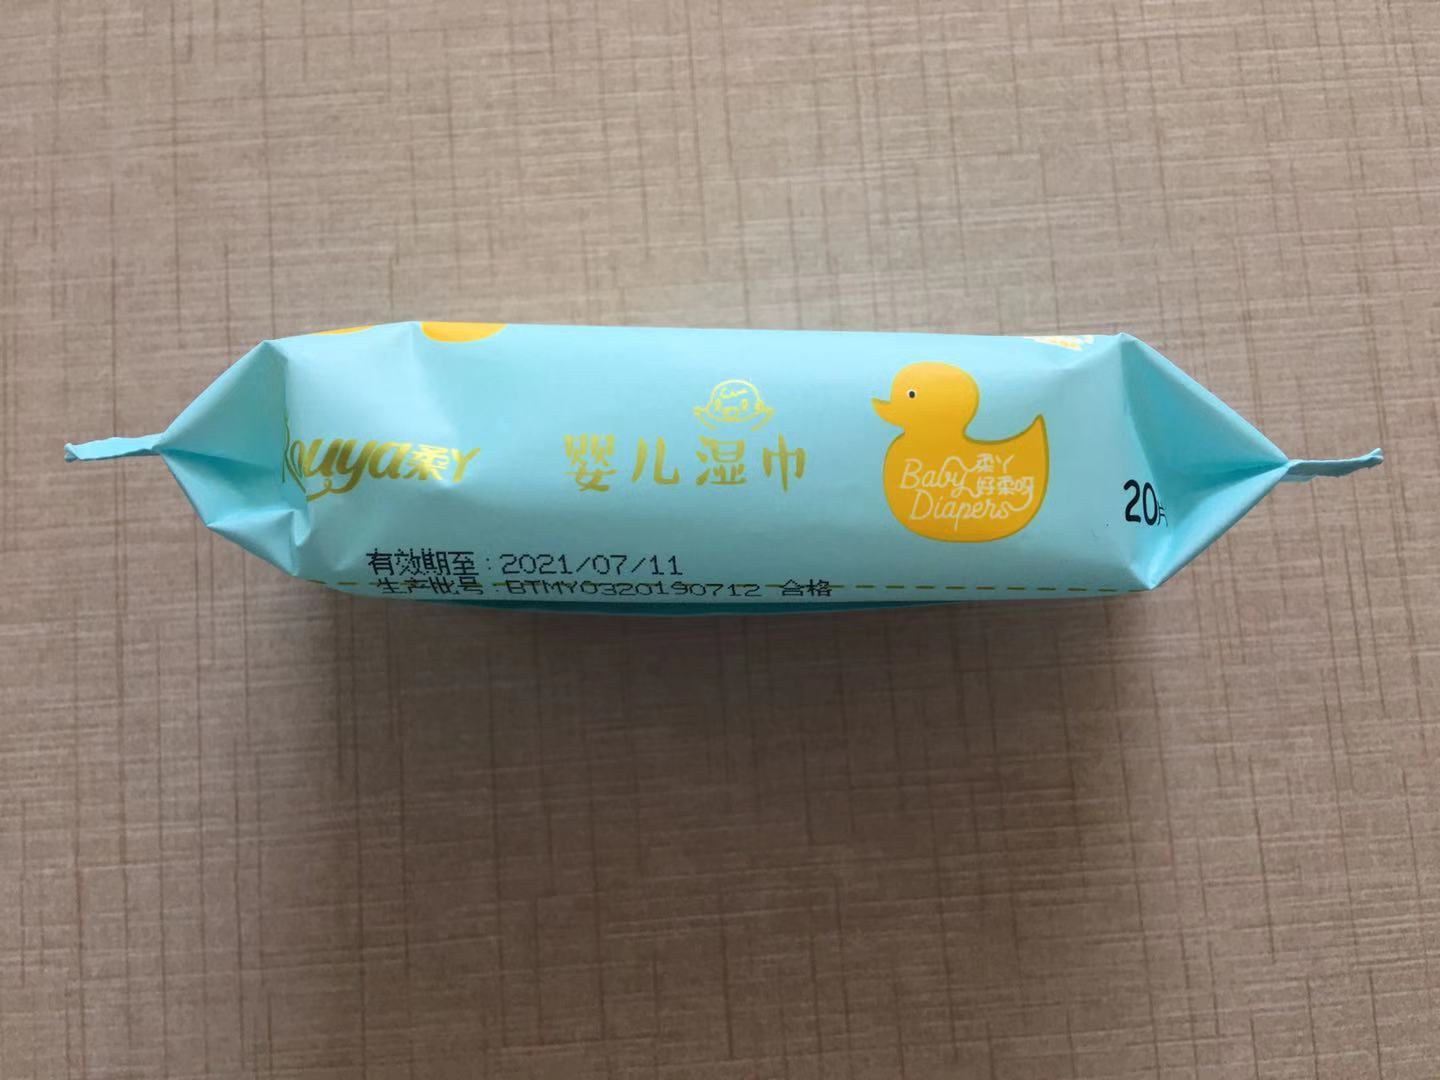 Rouya柔丫
婴儿湿巾
Baby 柔丫
Diapers 好柔呀
20片
有效期至:2021/07/11
生产批号:BTMY0320190712 合格